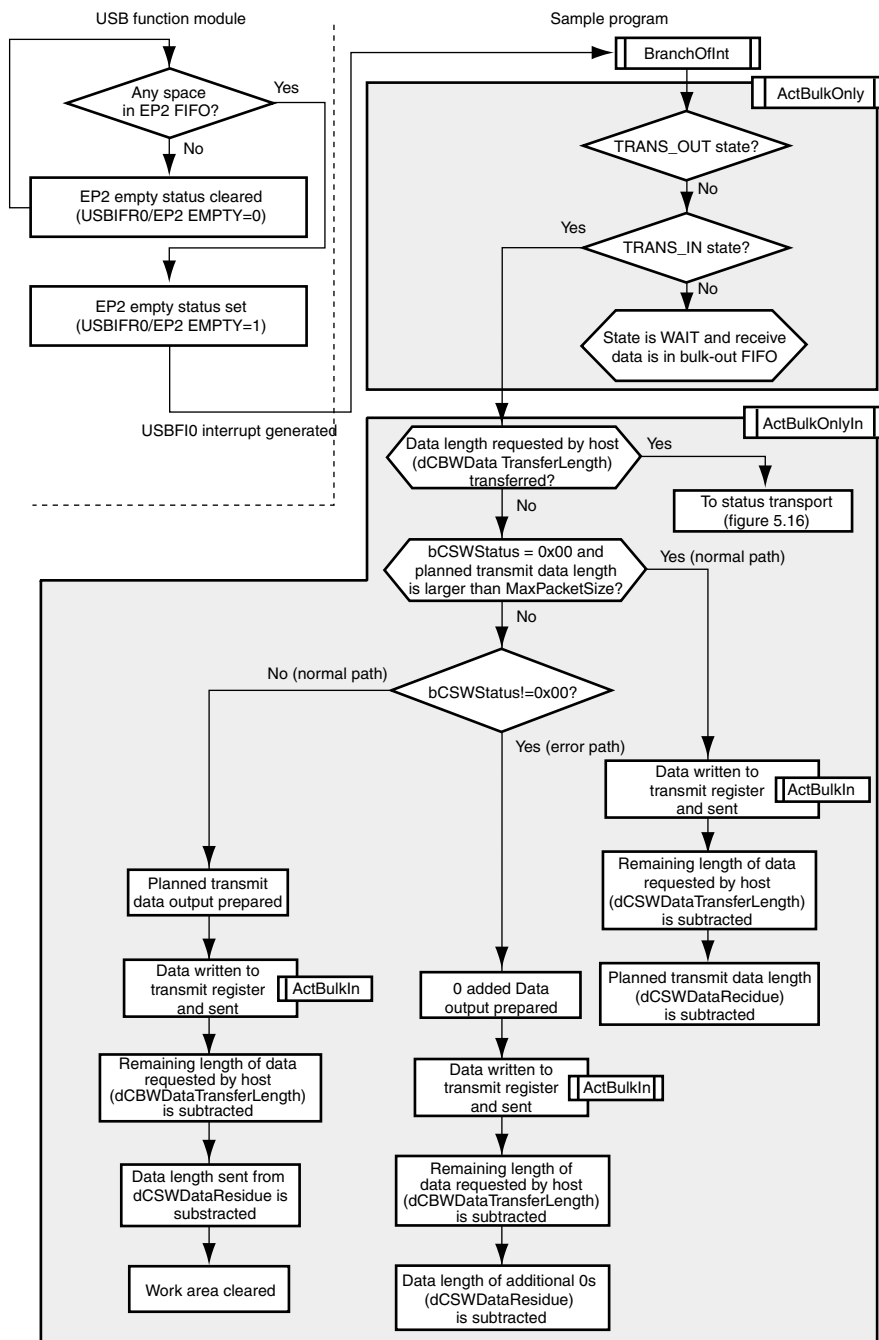 USB function module
Any space
in EP2 FIFO?
Yes
No
EP2 empty status cleared
(USBIFR0/EP2 EMPTY=0)
EP2 empty status set
(USBIFR0/EP2 EMPTY=1)
USBFI0 interrupt generated
Sample program
BranchOfInt
ActBulkOnly
TRANS_OUT state?
No
Yes
TRANS_IN state?
No
State is WAIT and receive
data is in bulk-out FIFO
ActBulkOnlyIn
Data length requested by host
(dCBWData TransferLength)
transferred?
Yes
To status transport
(figure 5.16)
No
bCSWStatus = 0x00 and
planned transmit data length
is larger than MaxPacketSize?
Yes (normal path)
No
No (normal path)
bCSWStatus!=0x00?
Yes (error path)
Data written to
transmit register
and sent
ActBulkIn
Remaining length of data
requested by host
(dCSWDataTransferLength)
is subtracted
Planned transmit data length
(dCSWDataRecidue)
is subtracted
Planned transmit
data output prepared
Data written to
transmit register
and sent
ActBulkIn
Remaining length of data
requested by host
(dCBWDataTransferLength)
is subtracted
Data length sent from
dCSWDataResidue is
substracted
Work area cleared
0 added Data
output prepared
Data written to
transmit register
and sent
ActBulkIn
Remaining length of
data requested by host
(dCBWDataTransferLength)
is subtracted
Data length of additional 0s
(dCSWDataResidue)
is subtracted